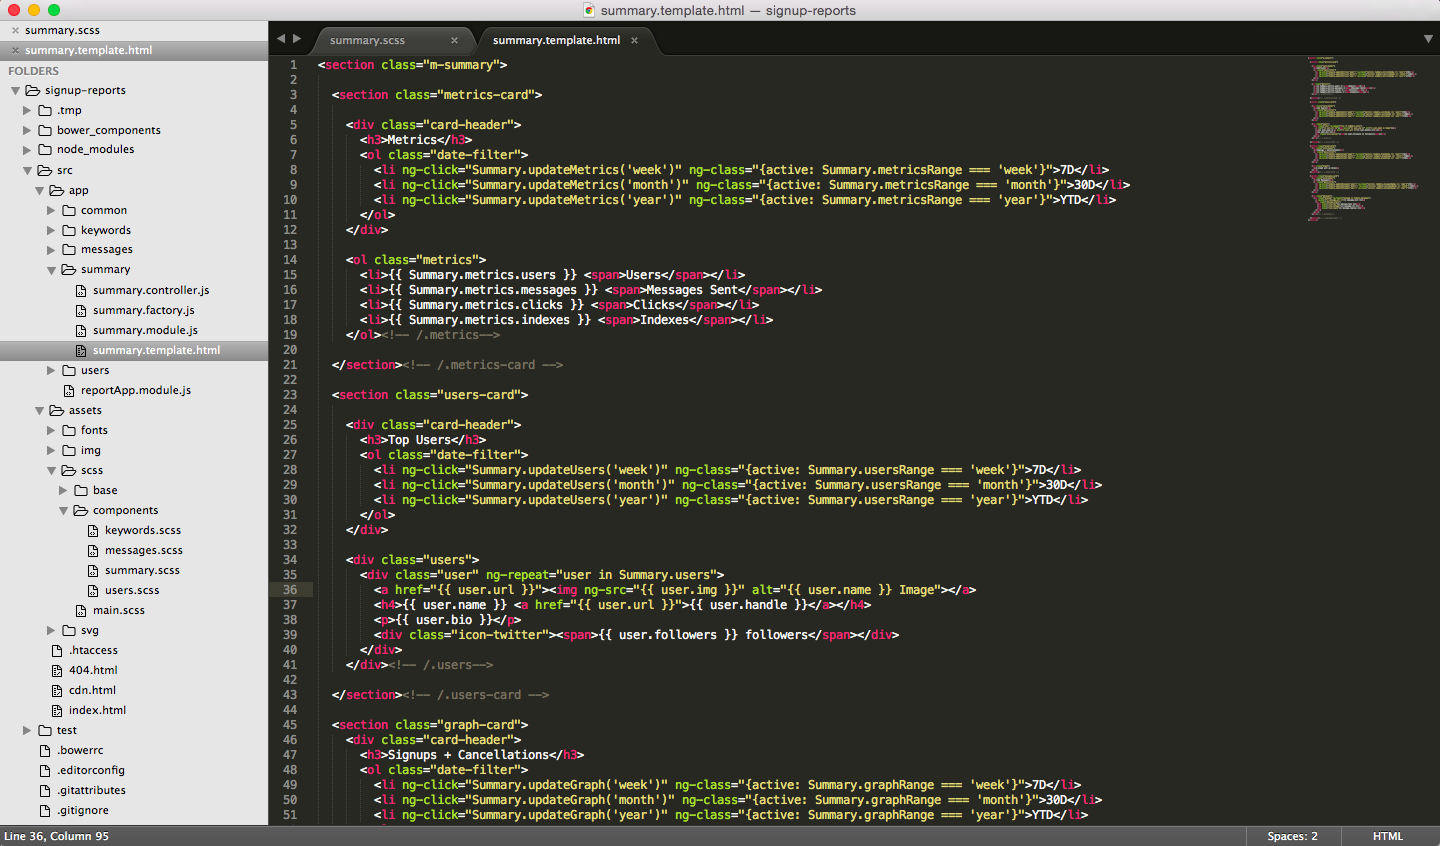 summary.template.html — signup-reports
summary.scss
summary.template.html
FOLDERS
signup-reports
.tmp
bower_components
node_modules
src
app
common
keywords
messages
summary
summary.controller.js
summary.factory.js
summary.module.js
summary.template.html
users
reportApp.module.js
assets
fonts
img
scss
base
components
keywords.scss
messages.scss
summary.scss
users.scss
main.scss
svg
.htaccess
404.html
cdn.html
index.html
test
.bowerrc
.editorconfig
.gitattributes
.gitignore
summary.scss
summary.template.html
1 <section class="m-summary">
2
3 <section class="metrics-card">
4
5 <div class="card-header">
6 <h3>Metrics</h3>
7 <ol class="date-filter">
8 <li ng-click="Summary.updateMetrics('week')" ng-class="{active: Summary.metricsRange === 'week'}">7D</li>
9 <li ng-click="Summary.updateMetrics('month')" ng-class="{active: Summary.metricsRange === 'month'}">30D</li>
10 <li ng-click="Summary.updateMetrics('year')" ng-class="{active: Summary.metricsRange === 'year'}">YTD</li>
11 </ol>
12 </div>
13
14 <ol class="metrics">
15 <li>{{ Summary.metrics.users }} <span>Users</span></li>
16 <li>{{ Summary.metrics.messages }} <span>Messages Sent</span></li>
17 <li>{{ Summary.metrics.clicks }} <span>Clicks</span></li>
18 <li>{{ Summary.metrics.indexes }} <span>Indexes</span></li>
19 </ol><!-- /.metrics-->
20
21 </section><!-- /.metrics-card -->
22
23 <section class="users-card">
24
25 <div class="card-header">
26 <h3>Top Users</h3>
27 <ol class="date-filter">
28 <li ng-click="Summary.updateUsers('week')" ng-class="{active: Summary.usersRange === 'week'}">7D</li>
29 <li ng-click="Summary.updateUsers('month')" ng-class="{active: Summary.usersRange === 'month'}">30D</li>
30 <li ng-click="Summary.updateUsers('year')" ng-class="{active: Summary.usersRange === 'year'}">YTD</li>
31 </ol>
32 </div>
33
34 <div class="users">
35 <div class="user" ng-repeat="user in Summary.users">
36 <a href="{{ user.url }}"><img ng-src="{{ user.img }}" alt="{{ user.name }} Image"></a>
37 <h4>{{ user.name }} <a href="{{ user.url }}">{{ user.handle }}</a></h4>
38 <p>{{ user.bio }}</p>
39 <div class="icon-twitter"><span>{{ user.followers }} followers</span></div>
40 </div>
41 </div><!-- /.users-->
42
43 </section><!-- /.users-card -->
44
45 <section class="graph-card">
46 <div class="card-header">
47 <h3>Signups + Cancellations</h3>
48 <ol class="date-filter">
49 <li ng-click="Summary.updateGraph('week')" ng-class="{active: Summary.graphRange === 'week'}">7D</li>
50 <li ng-click="Summary.updateGraph('month')" ng-class="{active: Summary.graphRange === 'month'}">30D</li>
51 <li ng-click="Summary.updateGraph('year')" ng-class="{active: Summary.graphRange === 'year'}">YTD</li>
Line 36, Column 95
Spaces: 2
HTML